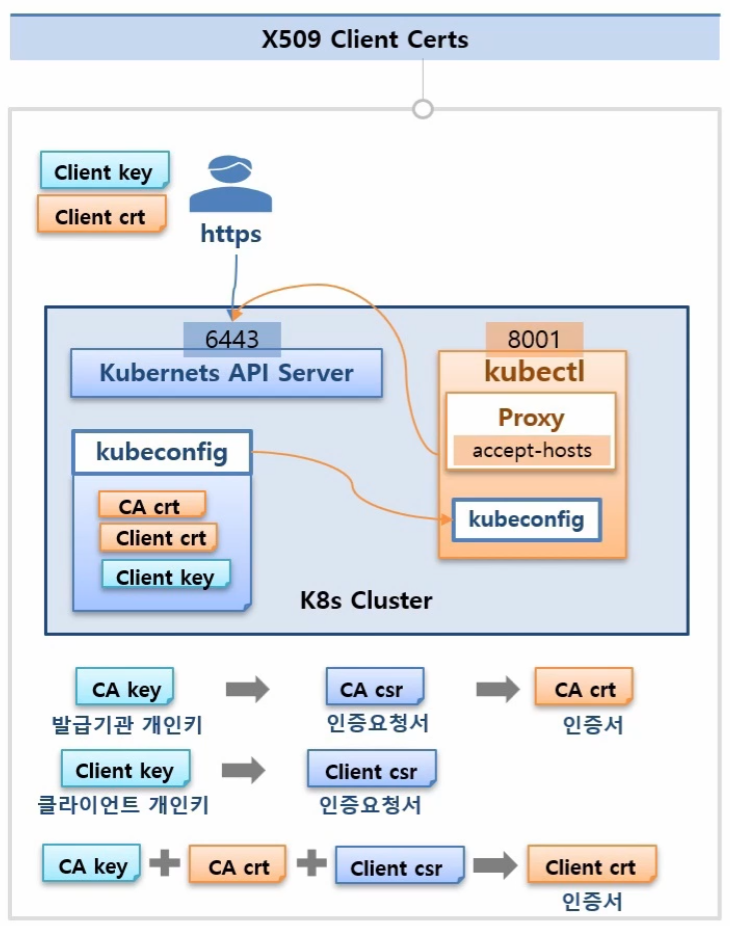 X509 Client Certs
Client key
Client crt
https
6443
Kubernets API Server
8001
kubectl
Proxy
accept-hosts
kubeconfig
kubeconfig
CA crt
Client crt
Client key
K8s Cluster
CA key
CA csr
CA crt
발급기관 개인키
인증요청서
인증서
Client key
Client csr
클라이언트 개인키
인증요청서
CA key
CA crt
Client csr
Client crt
인증서